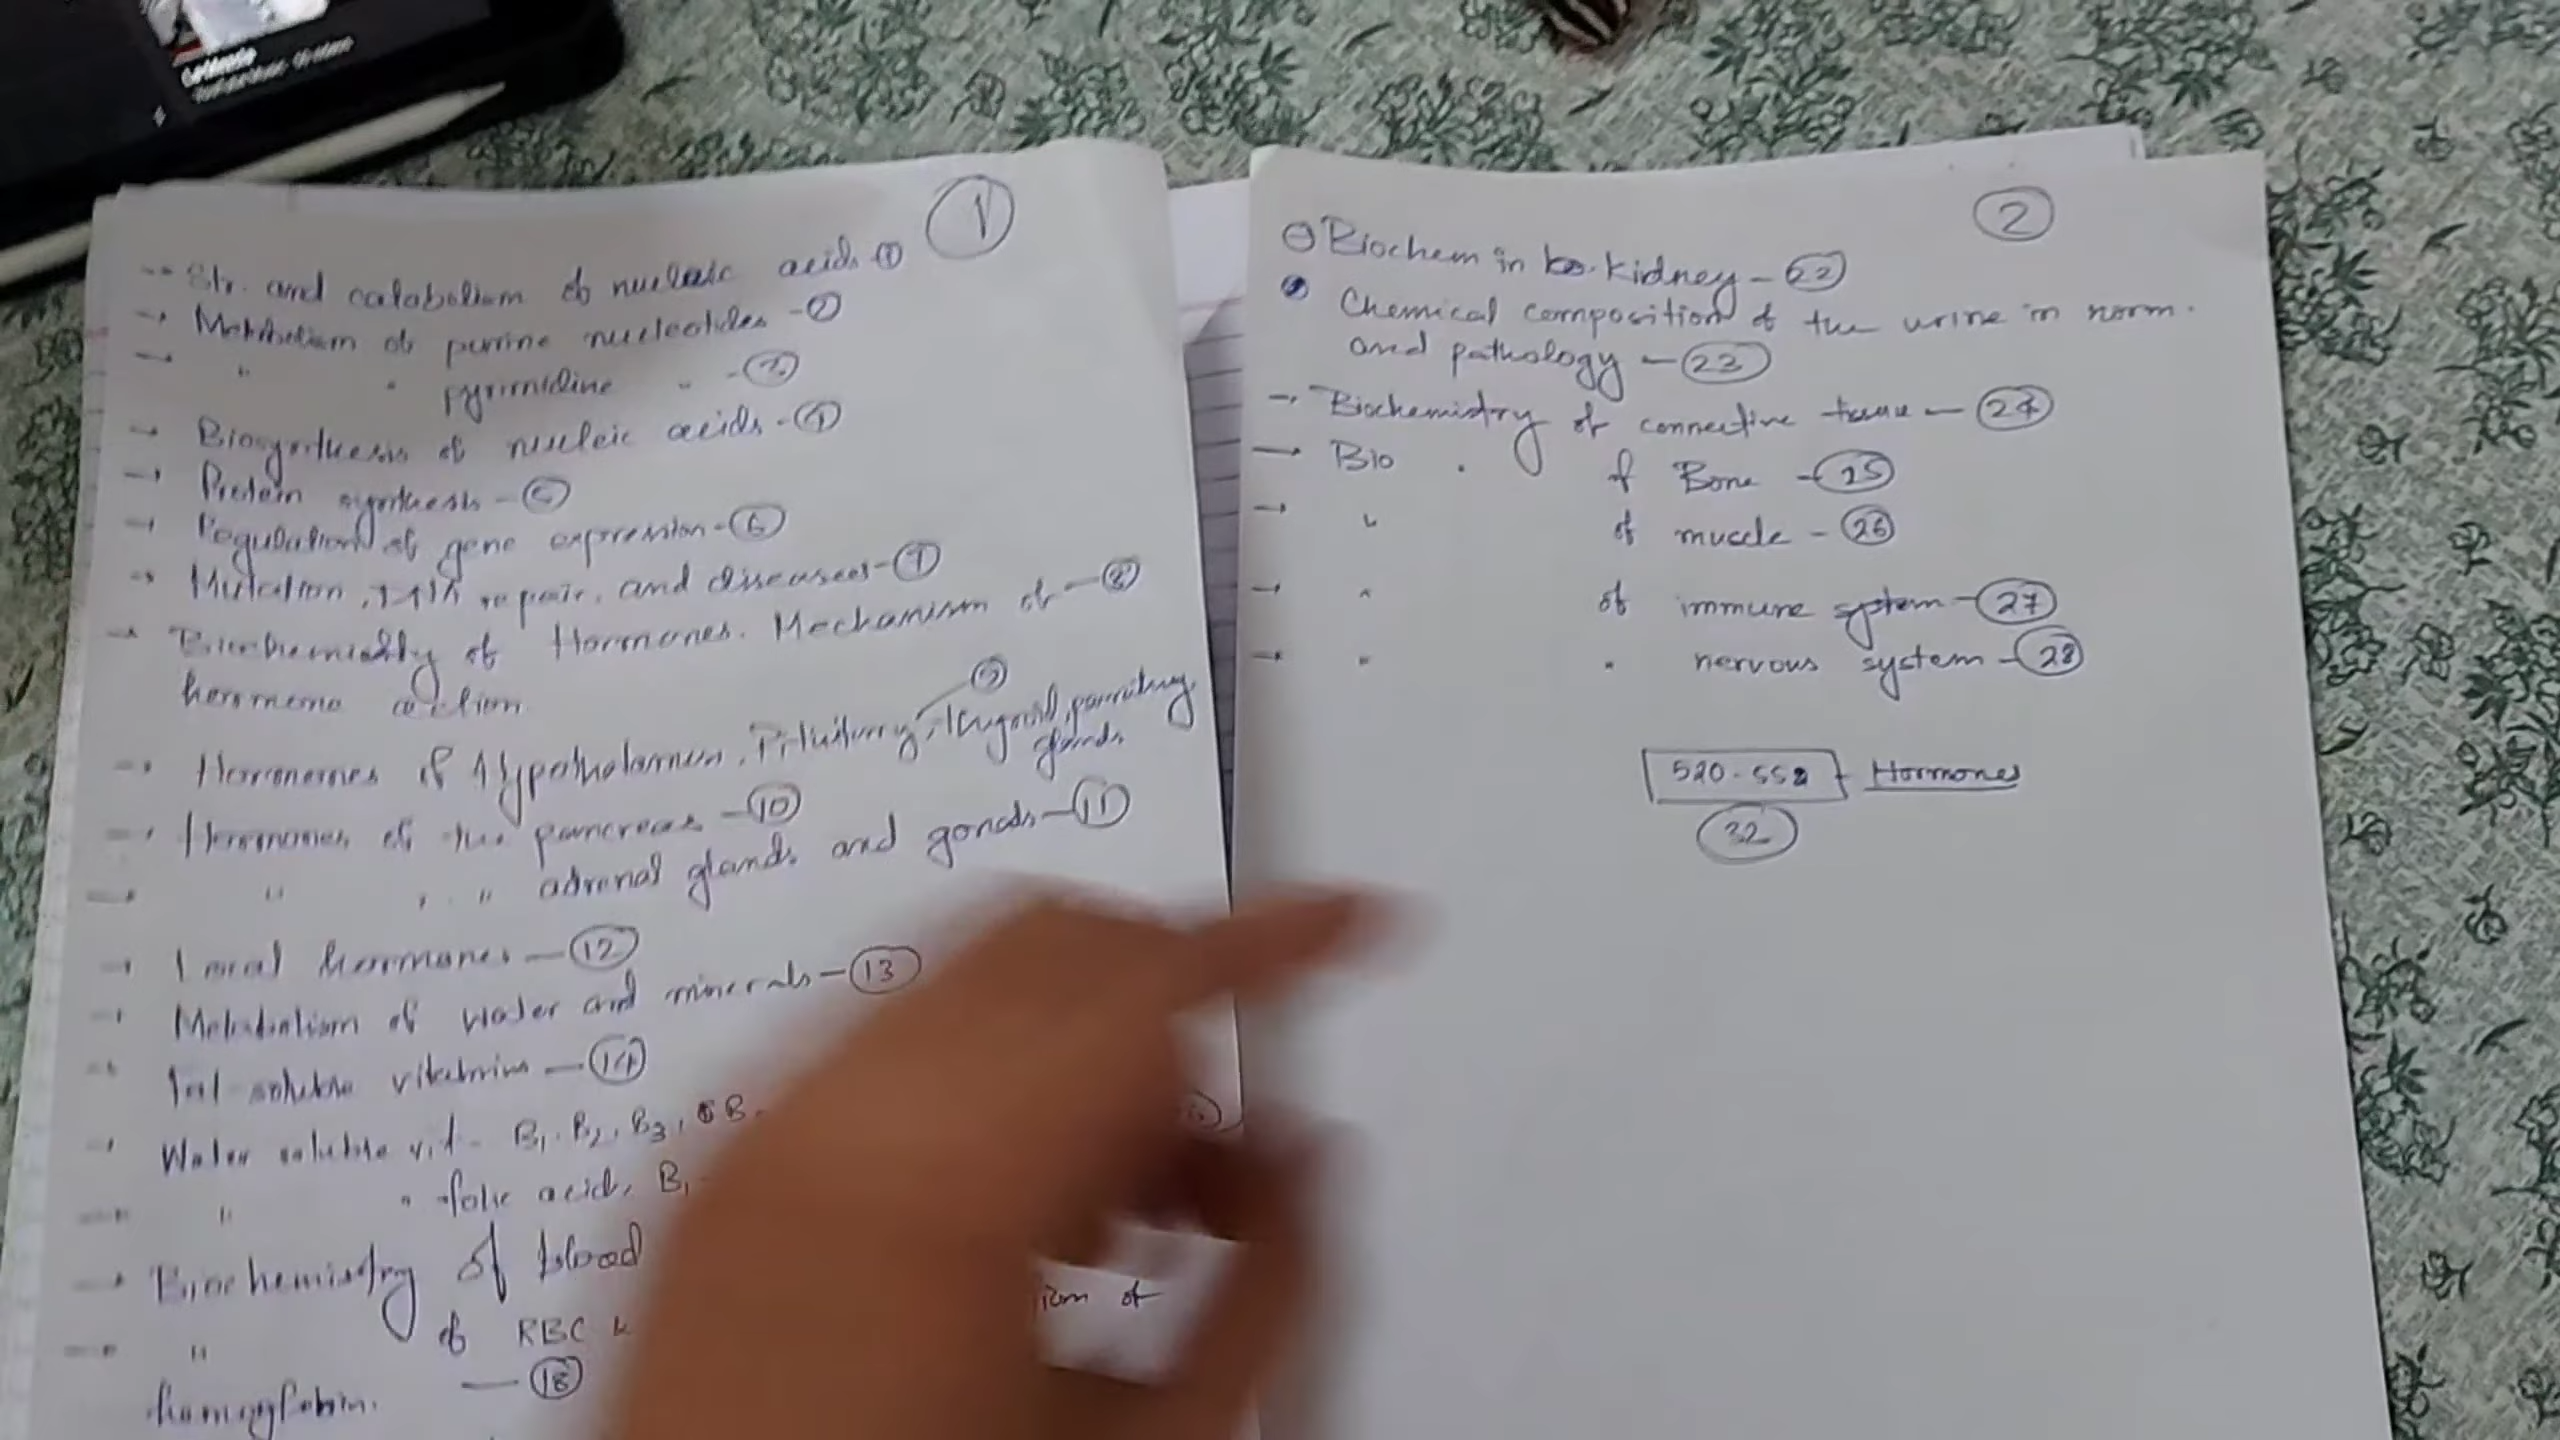 1
Str. and catabolism of nucleic acids ①
→ Metabolism of purine nucleotides - ②
→ " " pyrimidine " - ③
→ Biosynthesis of nucleic acids - ④
→ Protein synthesis - ⑤
→ Regulation of gene expression - ⑥
→ Mutation, DNA repair, and diseases - ⑦
→ Biochemistry of Hormones. Mechanism of - ⑧
hormone action
⑨
→ Hormones of Hypothalamus, Pituitary, thyroid,
glands
→ Hormones of the pancreas - ⑩
→ " " " adrenal glands and gonads - ⑪
→ Local hormones - ⑫
→ Metabolism of water and minerals - ⑬
→ Fat soluble vitamins - ⑭
→ Water soluble vit - B1, B2, B3,
" " folic acid,
→ Biochemistry of blood
" of RBC
of
hemoglobin. - ⑱
2
Biochem in kidney - 22
Chemical composition of the urine in norm.
and pathology - 23
→ Biochemistry of connective tissue - 24
→ Bio . of Bone - 25
→ " of muscle - 26
→ " of immune system - 27
→ " " nervous system - 28
520-552 - Hormones
32